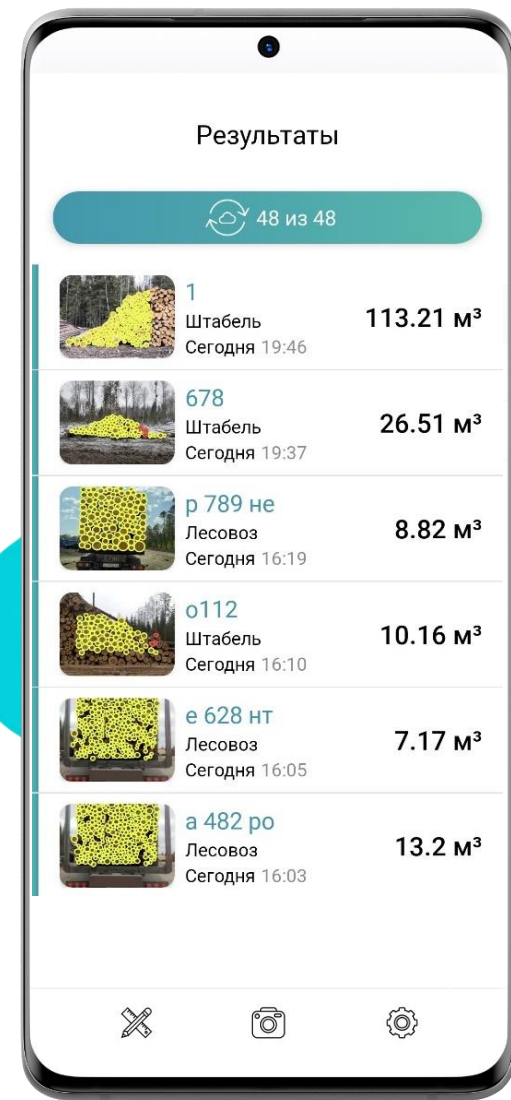 Результаты
48 из 48
1
Штабель
113.21 м³
Сегодня 19:46
678
Штабель
26.51 м³
Сегодня 19:37
р 789 не
Лесовоз
8.82 м³
Сегодня 16:19
о112
Штабель
10.16 м³
Сегодня 16:10
е 628 нт
Лесовоз
7.17 м³
Сегодня 16:05
а 482 ро
Лесовоз
13.2 м³
Сегодня 16:03